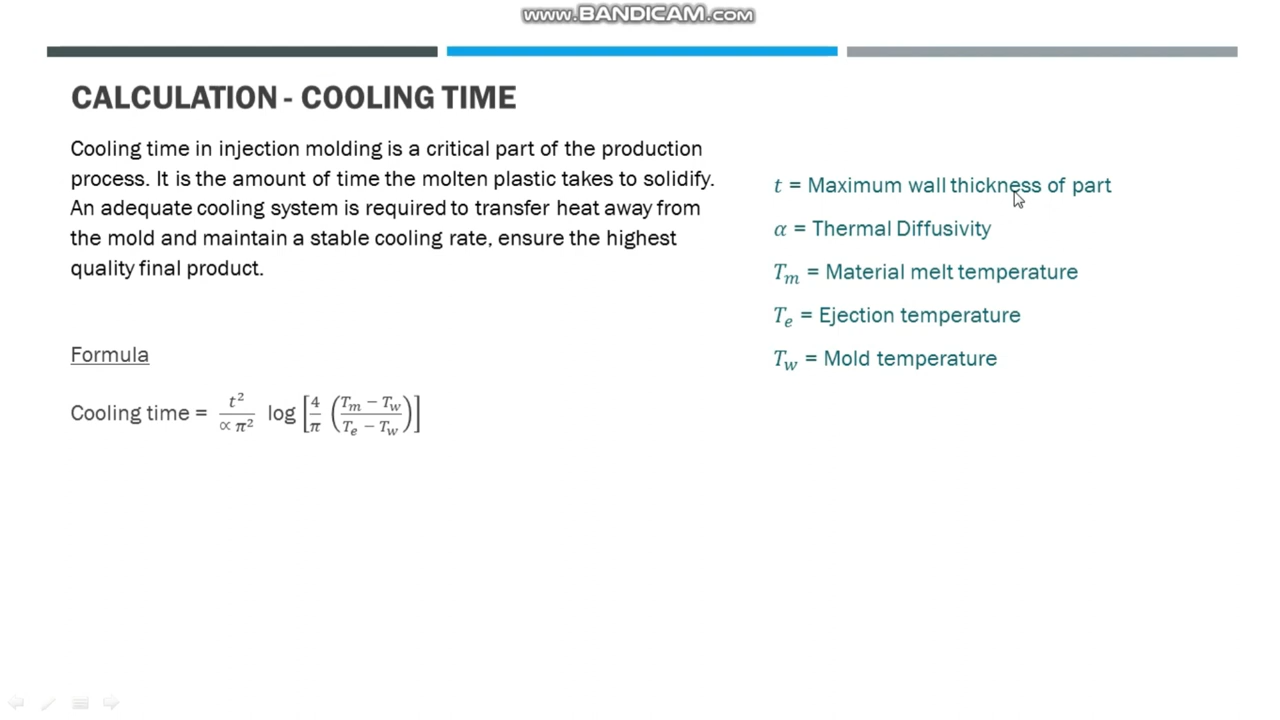 www.BANDICAM.com
CALCULATION - COOLING TIME
Cooling time in injection molding is a critical part of the production
process. It is the amount of time the molten plastic takes to solidify.
An adequate cooling system is required to transfer heat away from
the mold and maintain a stable cooling rate, ensure the highest
quality final product.
Formula
Cooling time = t²/∝ π² log [4/π (Tm − Tw/Te − Tw)]
t = Maximum wall thickness of part
α = Thermal Diffusivity
Tm = Material melt temperature
Te = Ejection temperature
Tw = Mold temperature